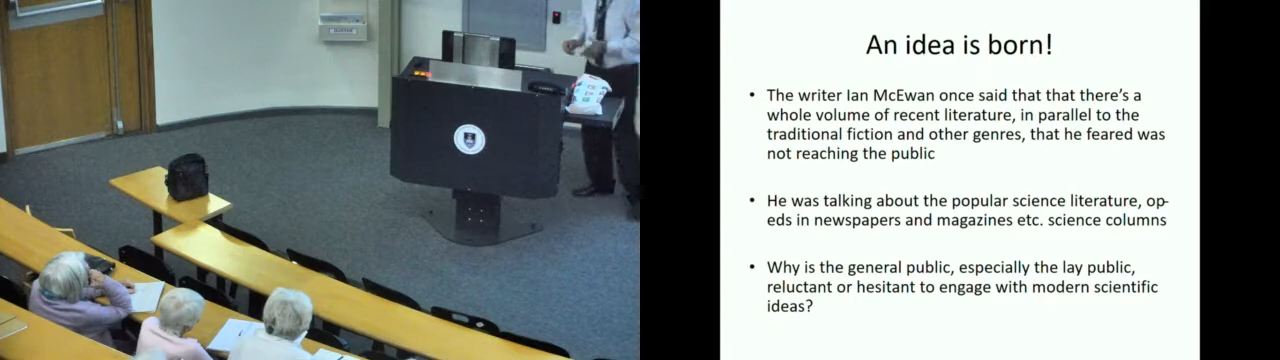 An idea is born!
• The writer Ian McEwan once said that that there's a
whole volume of recent literature, in parallel to the
traditional fiction and other genres, that he feared was
not reaching the public
• He was talking about the popular science literature, op-
eds in newspapers and magazines etc. science columns
• Why is the general public, especially the lay public,
reluctant or hesitant to engage with modern scientific
ideas?